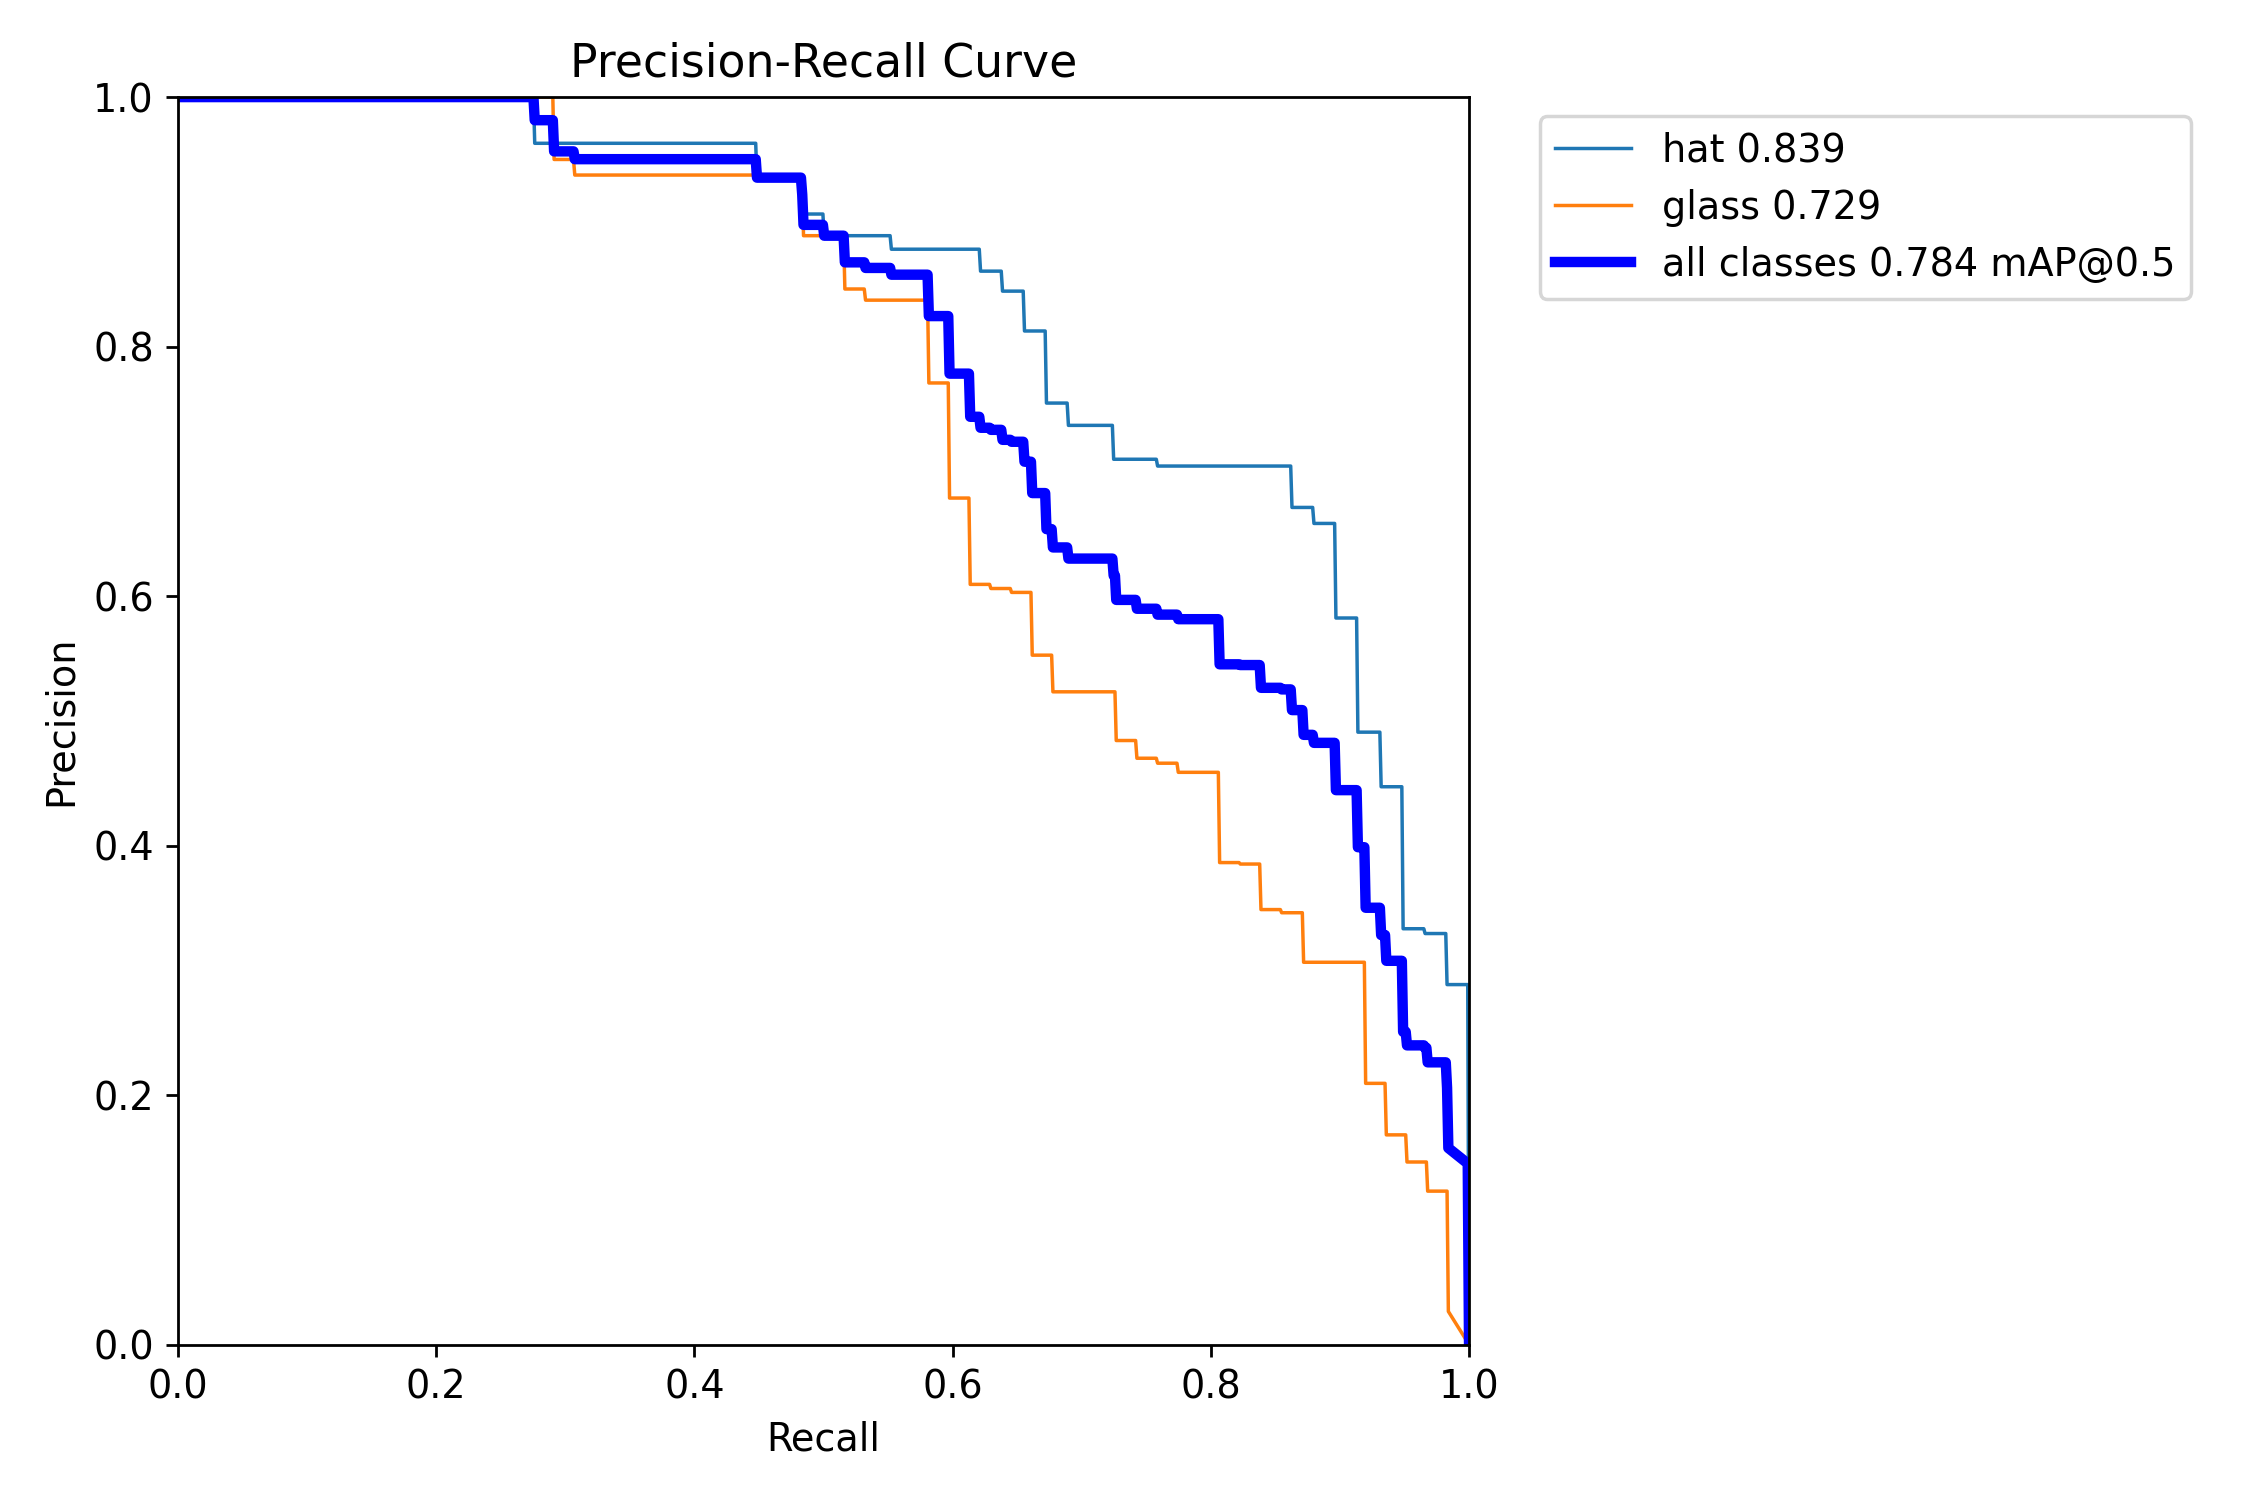 Precision-Recall Curve
1.0
0.8
0.6
0.4
0.2
0.0
Precision
0.0 0.2 0.4 0.6 0.8 1.0
Recall
hat 0.839
glass 0.729
all classes 0.784 mAP@0.5